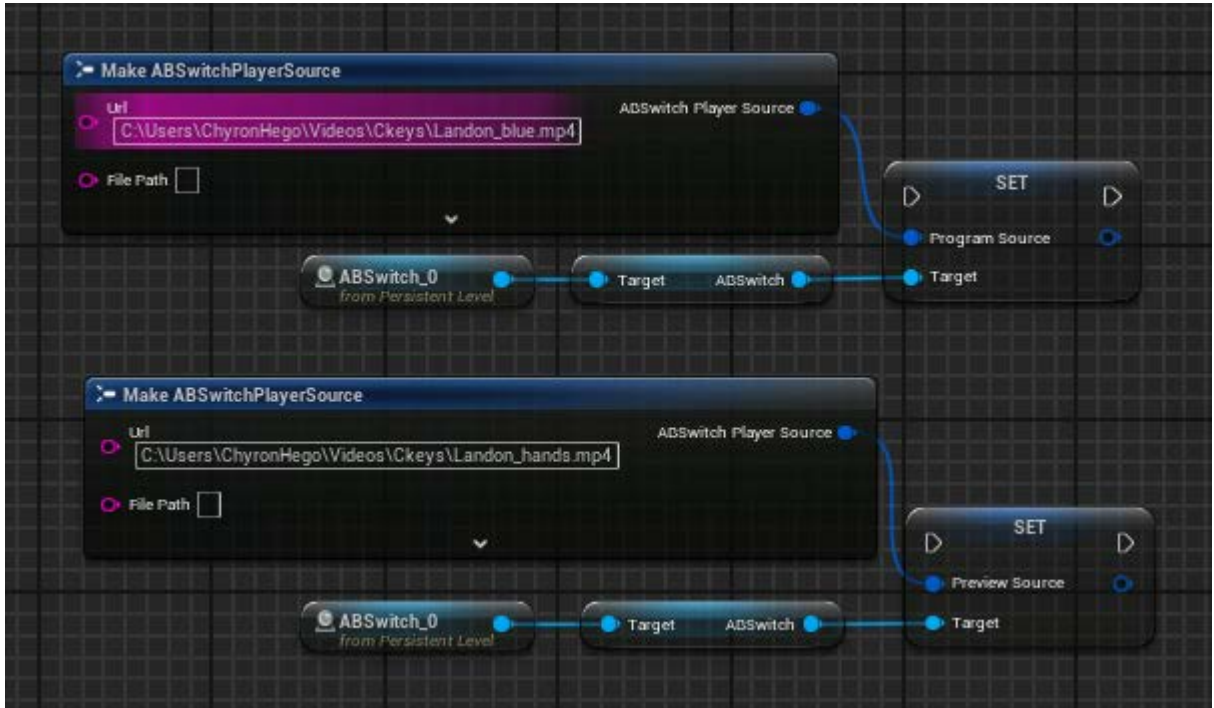 Make ABSwitchPlayerSource
Url
ABSwitch Player Source
C:\Users\ChyronHego\Videos\Ckeys\Landon_blue.mp4
File Path
SET
Program Source
ABSwitch_0
from Persistent Level
Target
ABSwitch
Target
Make ABSwitchPlayerSource
Url
ABSwitch Player Source
C:\Users\ChyronHego\Videos\Ckeys\Landon_hands.mp4
File Path
SET
Preview Source
ABSwitch_0
from Persistent Level
Target
ABSwitch
Target